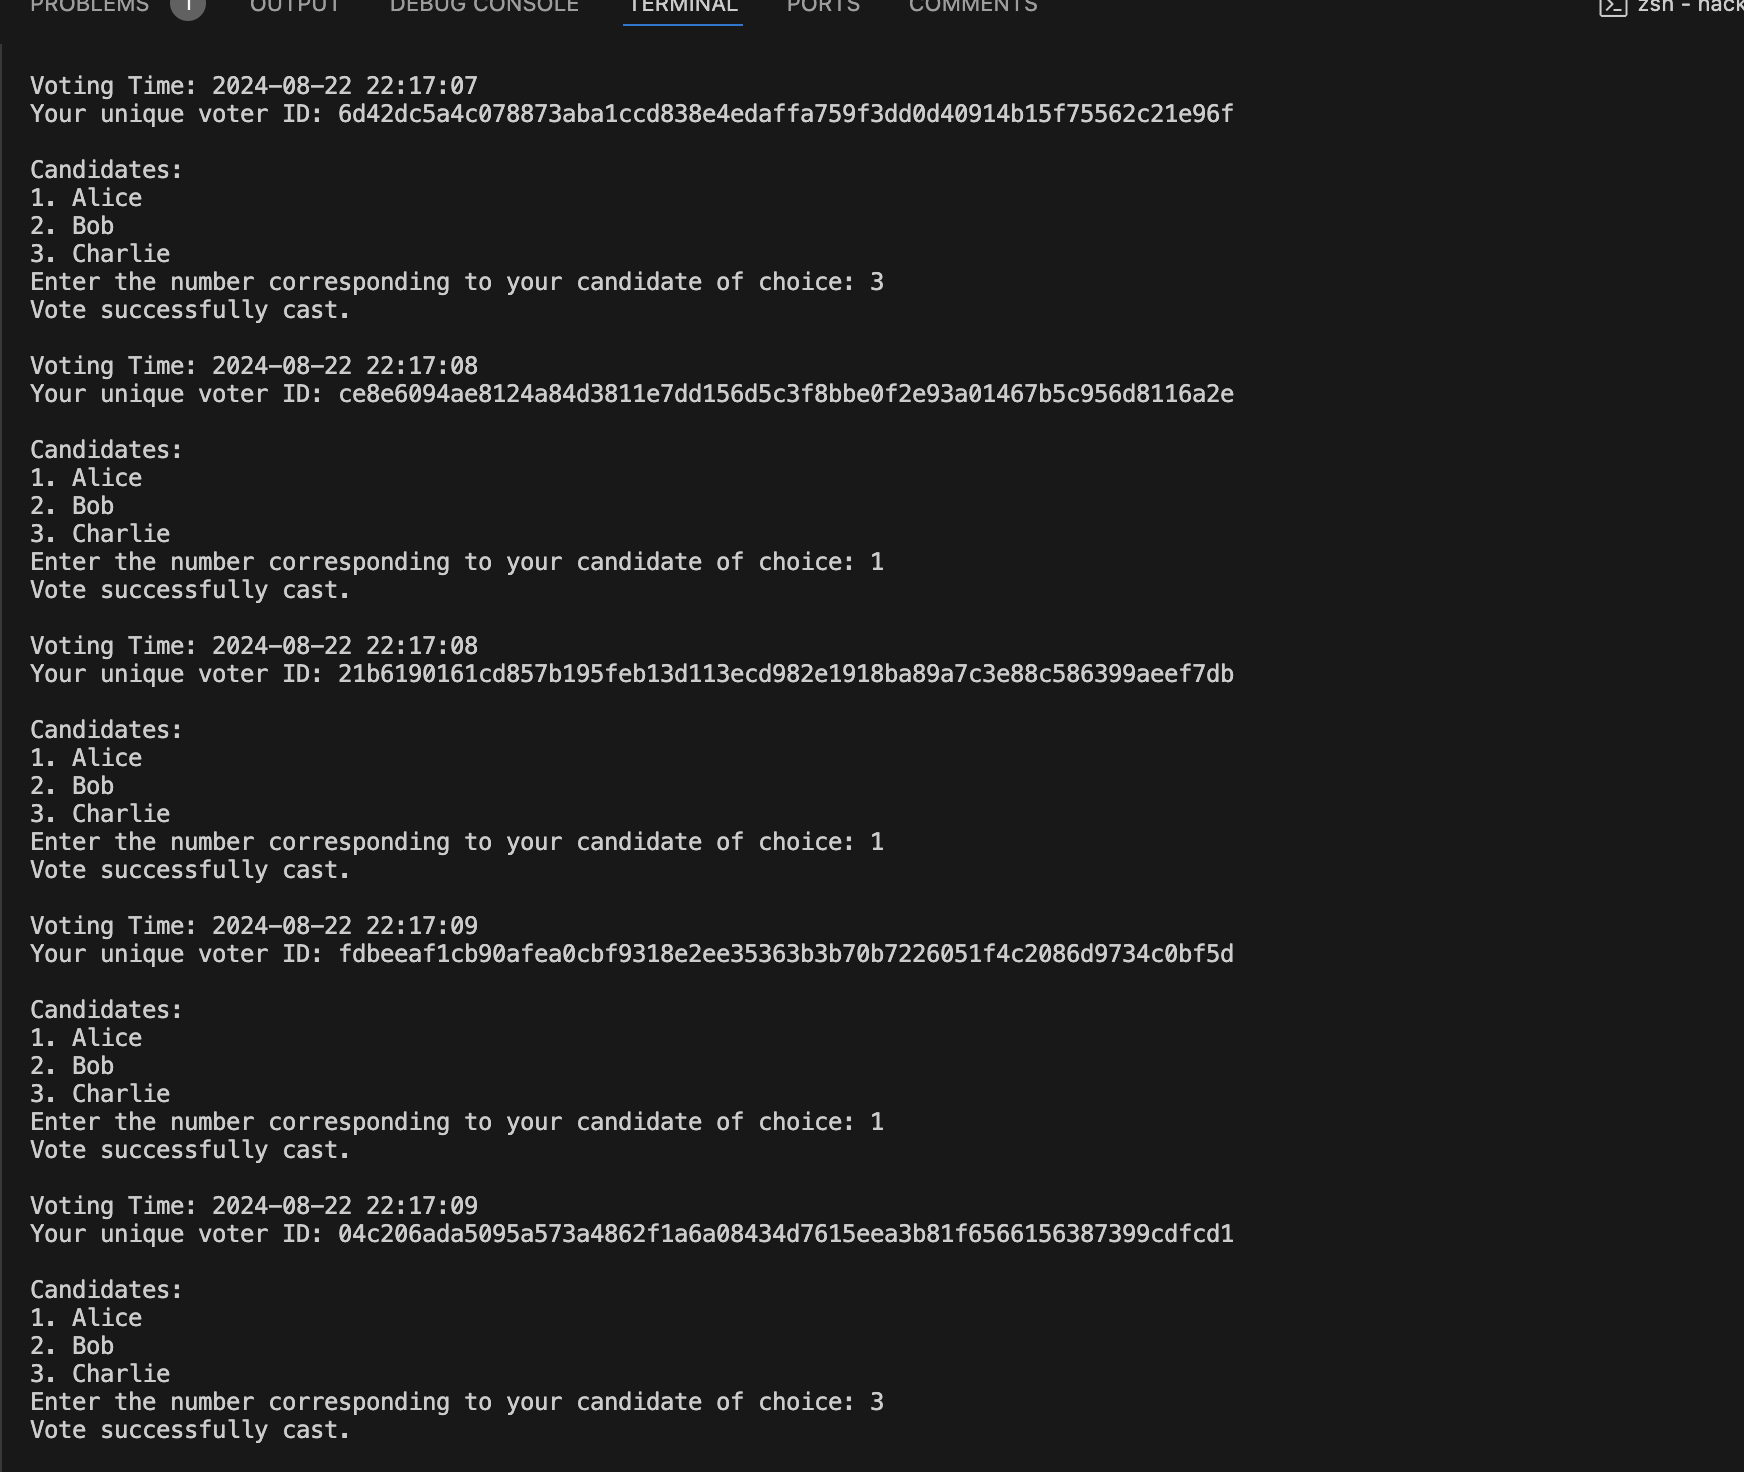 PROBLEMS 1 OUTPUT DEBUG CONSOLE TERMINAL PORTS COMMENTS zsh - hack
Voting Time: 2024-08-22 22:17:07
Your unique voter ID: 6d42dc5a4c078873aba1ccd838e4edaffa759f3dd0d40914b15f75562c21e96f
Candidates:
1. Alice
2. Bob
3. Charlie
Enter the number corresponding to your candidate of choice: 3
Vote successfully cast.
Voting Time: 2024-08-22 22:17:08
Your unique voter ID: ce8e6094ae8124a84d3811e7dd156d5c3f8bbe0f2e93a01467b5c956d8116a2e
Candidates:
1. Alice
2. Bob
3. Charlie
Enter the number corresponding to your candidate of choice: 1
Vote successfully cast.
Voting Time: 2024-08-22 22:17:08
Your unique voter ID: 21b6190161cd857b195feb13d113ecd982e1918ba89a7c3e88c586399aeef7db
Candidates:
1. Alice
2. Bob
3. Charlie
Enter the number corresponding to your candidate of choice: 1
Vote successfully cast.
Voting Time: 2024-08-22 22:17:09
Your unique voter ID: fdbeeaf1cb90afea0cbf9318e2ee35363b3b70b7226051f4c2086d9734c0bf5d
Candidates:
1. Alice
2. Bob
3. Charlie
Enter the number corresponding to your candidate of choice: 1
Vote successfully cast.
Voting Time: 2024-08-22 22:17:09
Your unique voter ID: 04c206ada5095a573a4862f1a6a08434d7615eea3b81f6566156387399cdfcd1
Candidates:
1. Alice
2. Bob
3. Charlie
Enter the number corresponding to your candidate of choice: 3
Vote successfully cast.